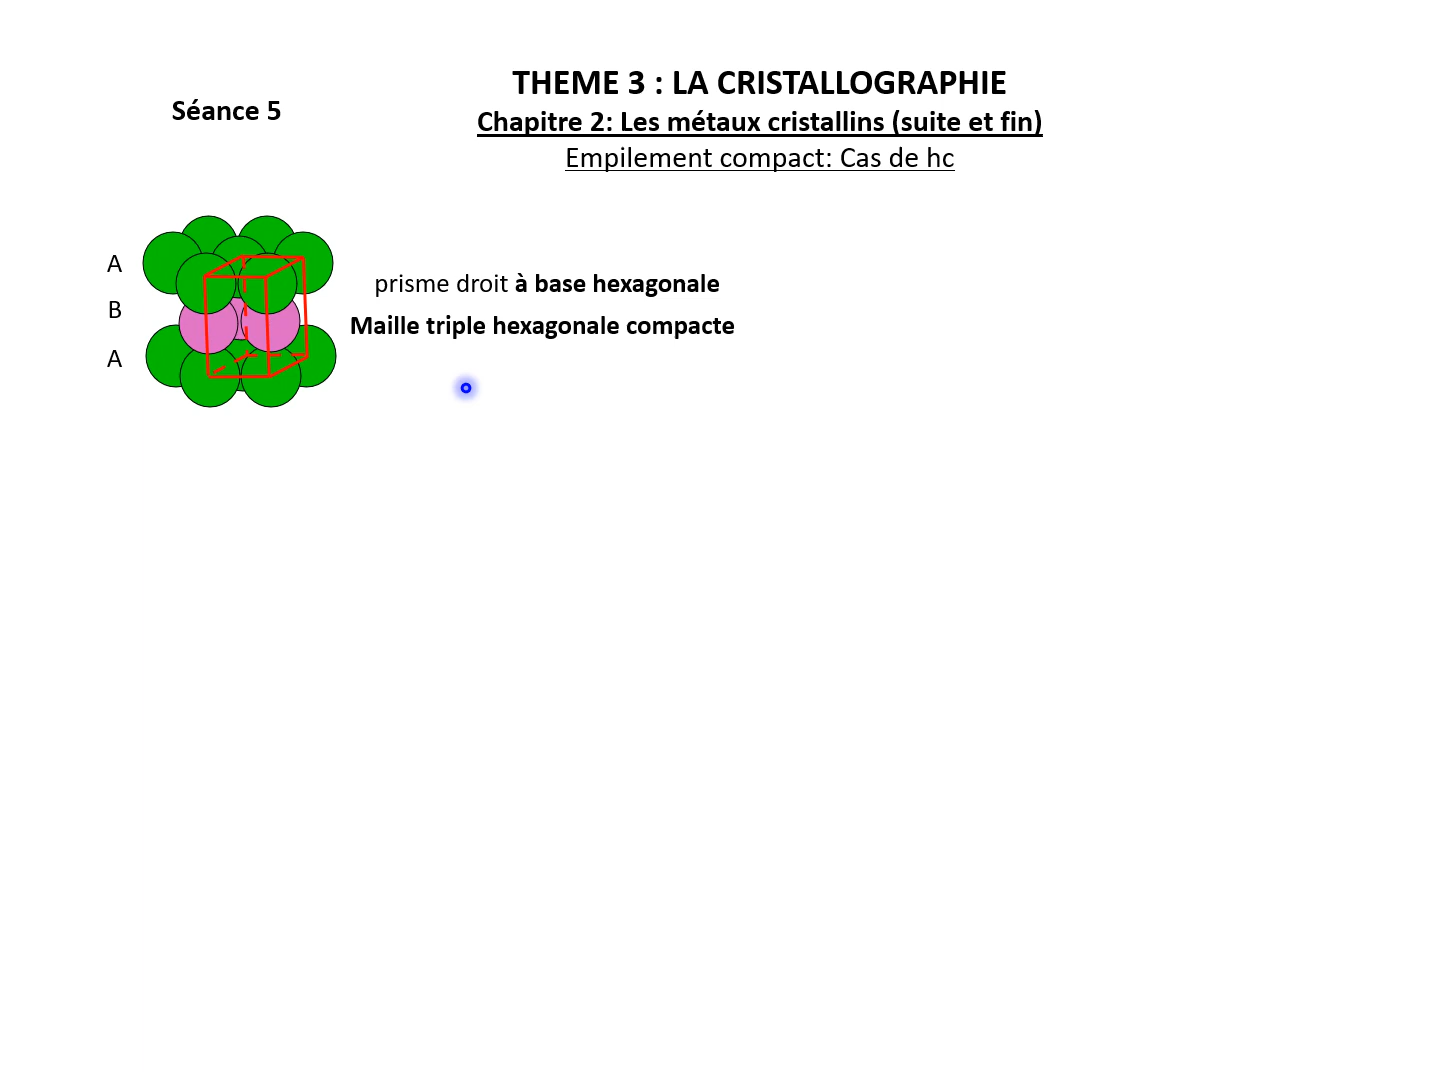 THEME 3 : LA CRISTALLOGRAPHIE
Séance 5
Chapitre 2: Les métaux cristallins (suite et fin)
Empilement compact: Cas de hc
A
prisme droit à base hexagonale
B
Maille triple hexagonale compacte
A